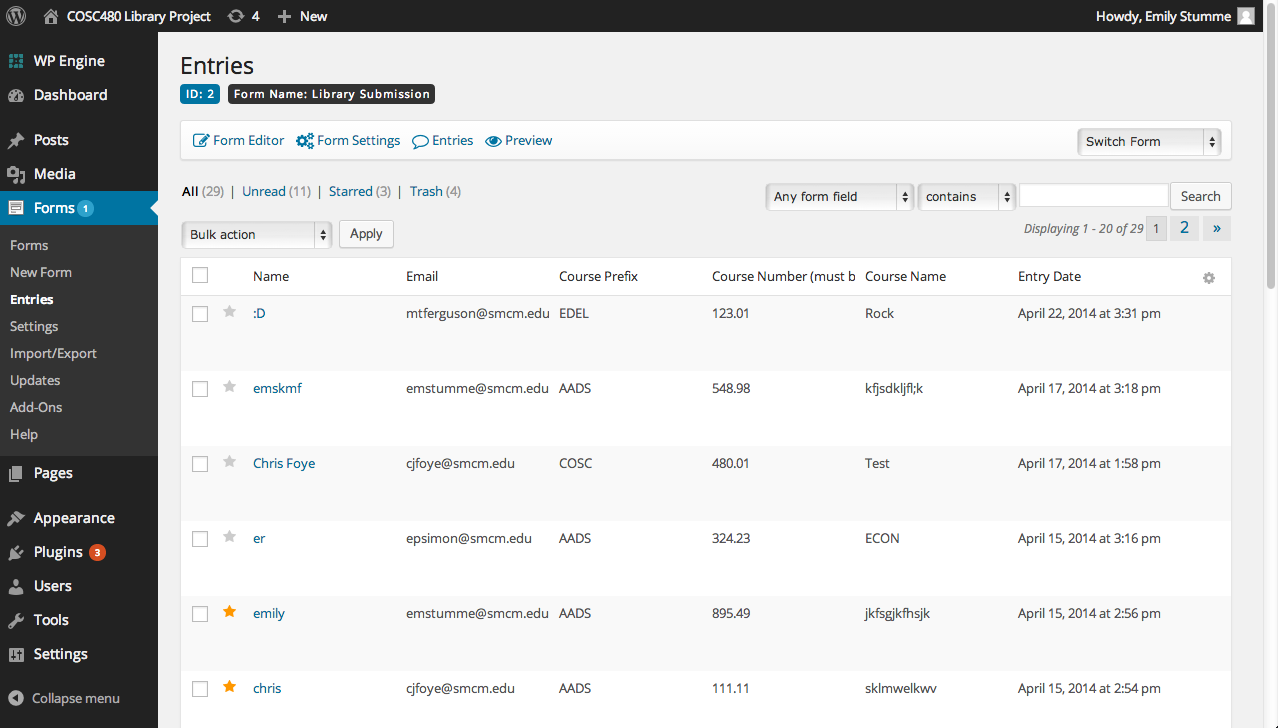 COSC480 Library Project 4 New Howdy, Emily Stumme
WP Engine
Dashboard
Posts
Media
Forms 1
Forms
New Form
Entries
Settings
Import/Export
Updates
Add-Ons
Help
Pages
Appearance
Plugins 3
Users
Tools
Settings
Collapse menu
Entries
ID: 2 Form Name: Library Submission
Form Editor Form Settings Entries Preview Switch Form
All (29) | Unread (11) | Starred (3) | Trash (4) Any form field contains Search
Bulk action Apply Displaying 1 - 20 of 29 1 2 »
Name Email Course Prefix Course Number (must b Course Name Entry Date
:D mtferguson@smcm.edu EDEL 123.01 Rock April 22, 2014 at 3:31 pm
emskmf emstumme@smcm.edu AADS 548.98 kfjsdkljfl;k April 17, 2014 at 3:18 pm
Chris Foye cjfoye@smcm.edu COSC 480.01 Test April 17, 2014 at 1:58 pm
er epsimon@smcm.edu AADS 324.23 ECON April 15, 2014 at 3:16 pm
emily emstumme@smcm.edu AADS 895.49 jkfsgjkfhsjk April 15, 2014 at 2:56 pm
chris cjfoye@smcm.edu AADS 111.11 sklmwelkwv April 15, 2014 at 2:54 pm